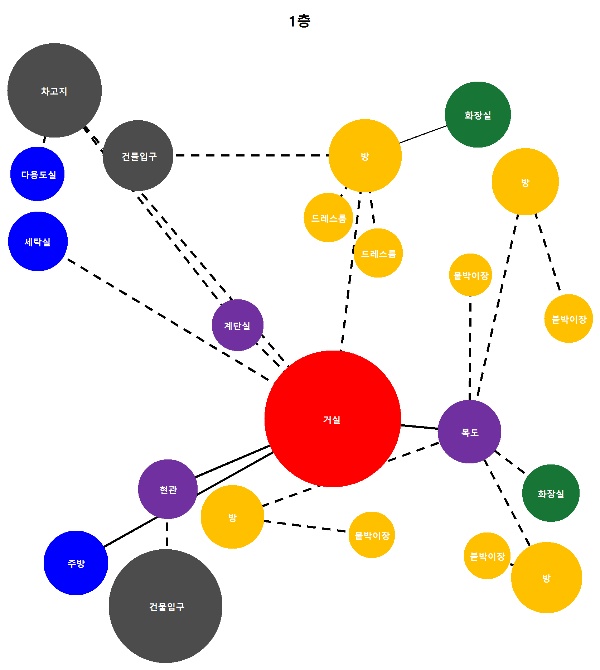 1층
차고지
화장실
건물입구
방
다용도실
방
드레스룸
세탁실
드레스룸
붙박이장
붙박이장
계단실
거실
복도
현관
화장실
방
붙박이장
붙박이장
주방
방
건물입구